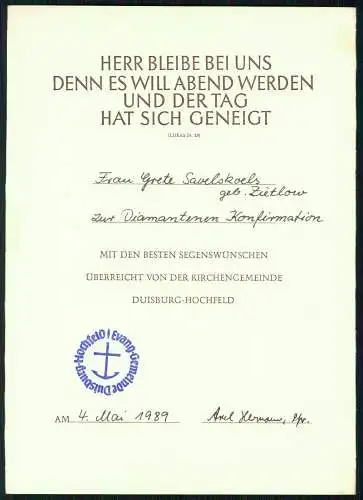 HERR BLEIBE BEI UNS
DENN ES WILL ABEND WERDEN
UND DER TAG
HAT SICH GENEIGT
(LUKAS 24. 29)
Frau Grete Savelskoels
geb. Zietlow
zur Diamantenen Konfirmation
MIT DEN BESTEN SEGENSWÜNSCHEN
ÜBERREICHT VON DER KIRCHENGEMEINDE
DUISBURG-HOCHFELD
Evang. Gemeinde Duisburg-Hochfeld
AM 4. Mai 1989 Axel Hermann, Pfr.